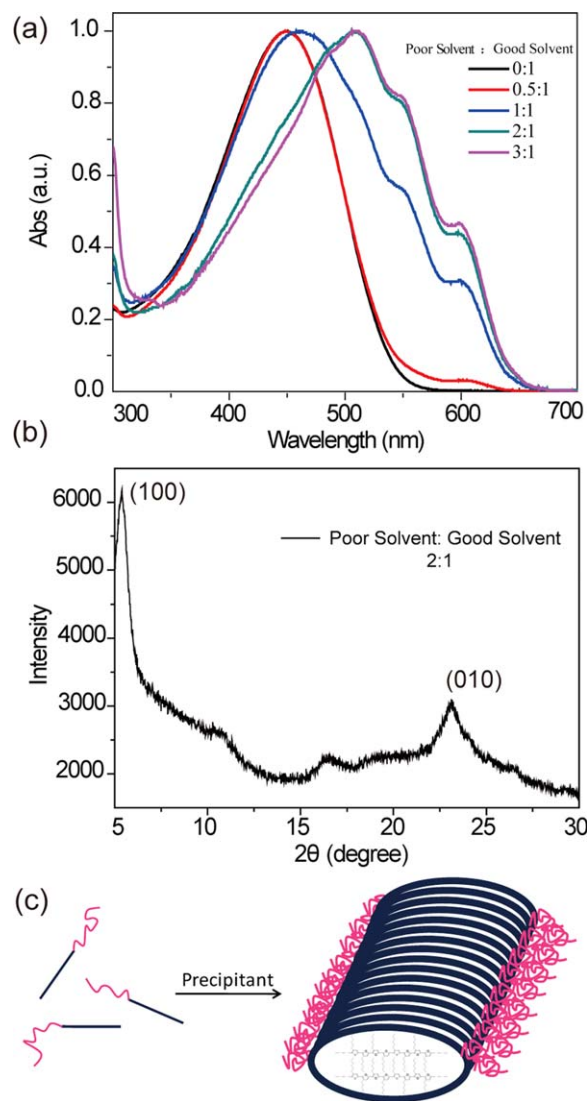 (a)
Poor Solvent : Good Solvent
0:1
0.5:1
1:1
2:1
3:1
1.0
0.8
0.6
0.4
0.2
0.0
Abs (a.u.)
300 400 500 600 700
Wavelength (nm)
(b)
(100)
Poor Solvent: Good Solvent
2:1
(010)
6000
5000
4000
3000
2000
Intensity
5 10 15 20 25 30
2θ (degree)
(c)
Precipitant